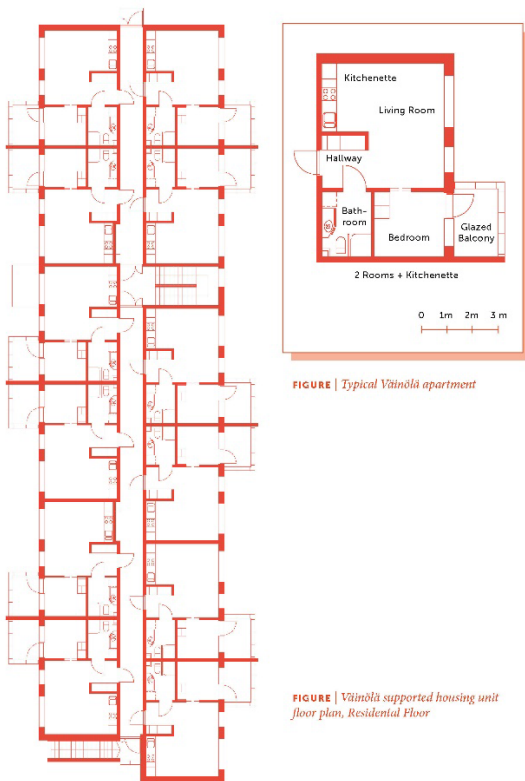 Kitchenette
Living Room
Hallway
Bath-
room
Bedroom
Glazed
Balcony
2 Rooms + Kitchenette
0 1m 2m 3 m
FIGURE | Typical Väinölä apartment
FIGURE | Väinölä supported housing unit
floor plan, Residental Floor